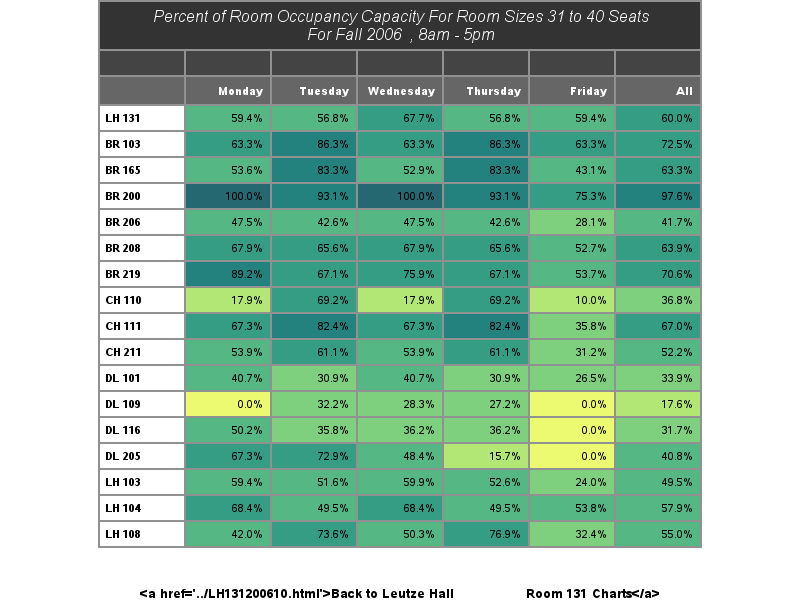 Percent of Room Occupancy Capacity For Room Sizes 31 to 40 Seats
For Fall 2006 , 8am - 5pm
Monday Tuesday Wednesday Thursday Friday All
LH 131 59.4% 56.8% 67.7% 56.8% 59.4% 60.0%
BR 103 63.3% 86.3% 63.3% 86.3% 63.3% 72.5%
BR 165 53.6% 83.3% 52.9% 83.3% 43.1% 63.3%
BR 200 100.0% 93.1% 100.0% 93.1% 75.3% 97.6%
BR 206 47.5% 42.6% 47.5% 42.6% 28.1% 41.7%
BR 208 67.9% 65.6% 67.9% 65.6% 52.7% 63.9%
BR 219 89.2% 67.1% 75.9% 67.1% 53.7% 70.6%
CH 110 17.9% 69.2% 17.9% 69.2% 10.0% 36.8%
CH 111 67.3% 82.4% 67.3% 82.4% 35.8% 67.0%
CH 211 53.9% 61.1% 53.9% 61.1% 31.2% 52.2%
DL 101 40.7% 30.9% 40.7% 30.9% 26.5% 33.9%
DL 109 0.0% 32.2% 28.3% 27.2% 0.0% 17.6%
DL 116 50.2% 35.8% 36.2% 36.2% 0.0% 31.7%
DL 205 67.3% 72.9% 48.4% 15.7% 0.0% 40.8%
LH 103 59.4% 51.6% 59.9% 52.6% 24.0% 49.5%
LH 104 68.4% 49.5% 68.4% 49.5% 53.8% 57.9%
LH 108 42.0% 73.6% 50.3% 76.9% 32.4% 55.0%
<a href='../LH131200610.html'>Back to Leutze Hall Room 131 Charts</a>